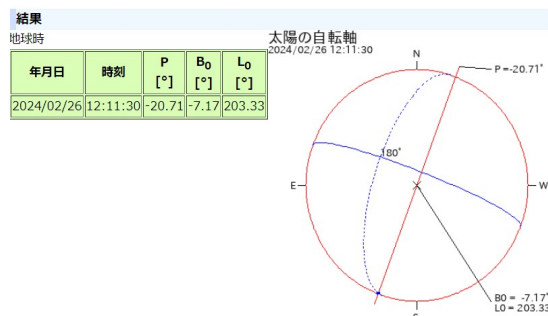 結果
地球時
年月日 時刻 P [°] B0 [°] L0 [°]
2024/02/26 12:11:30 -20.71 -7.17 203.33
太陽の自転軸
2024/02/26 12:11:30
N
P =-20.71°
180°
E
W
B0 = -7.17°
L0 = 203.33
S